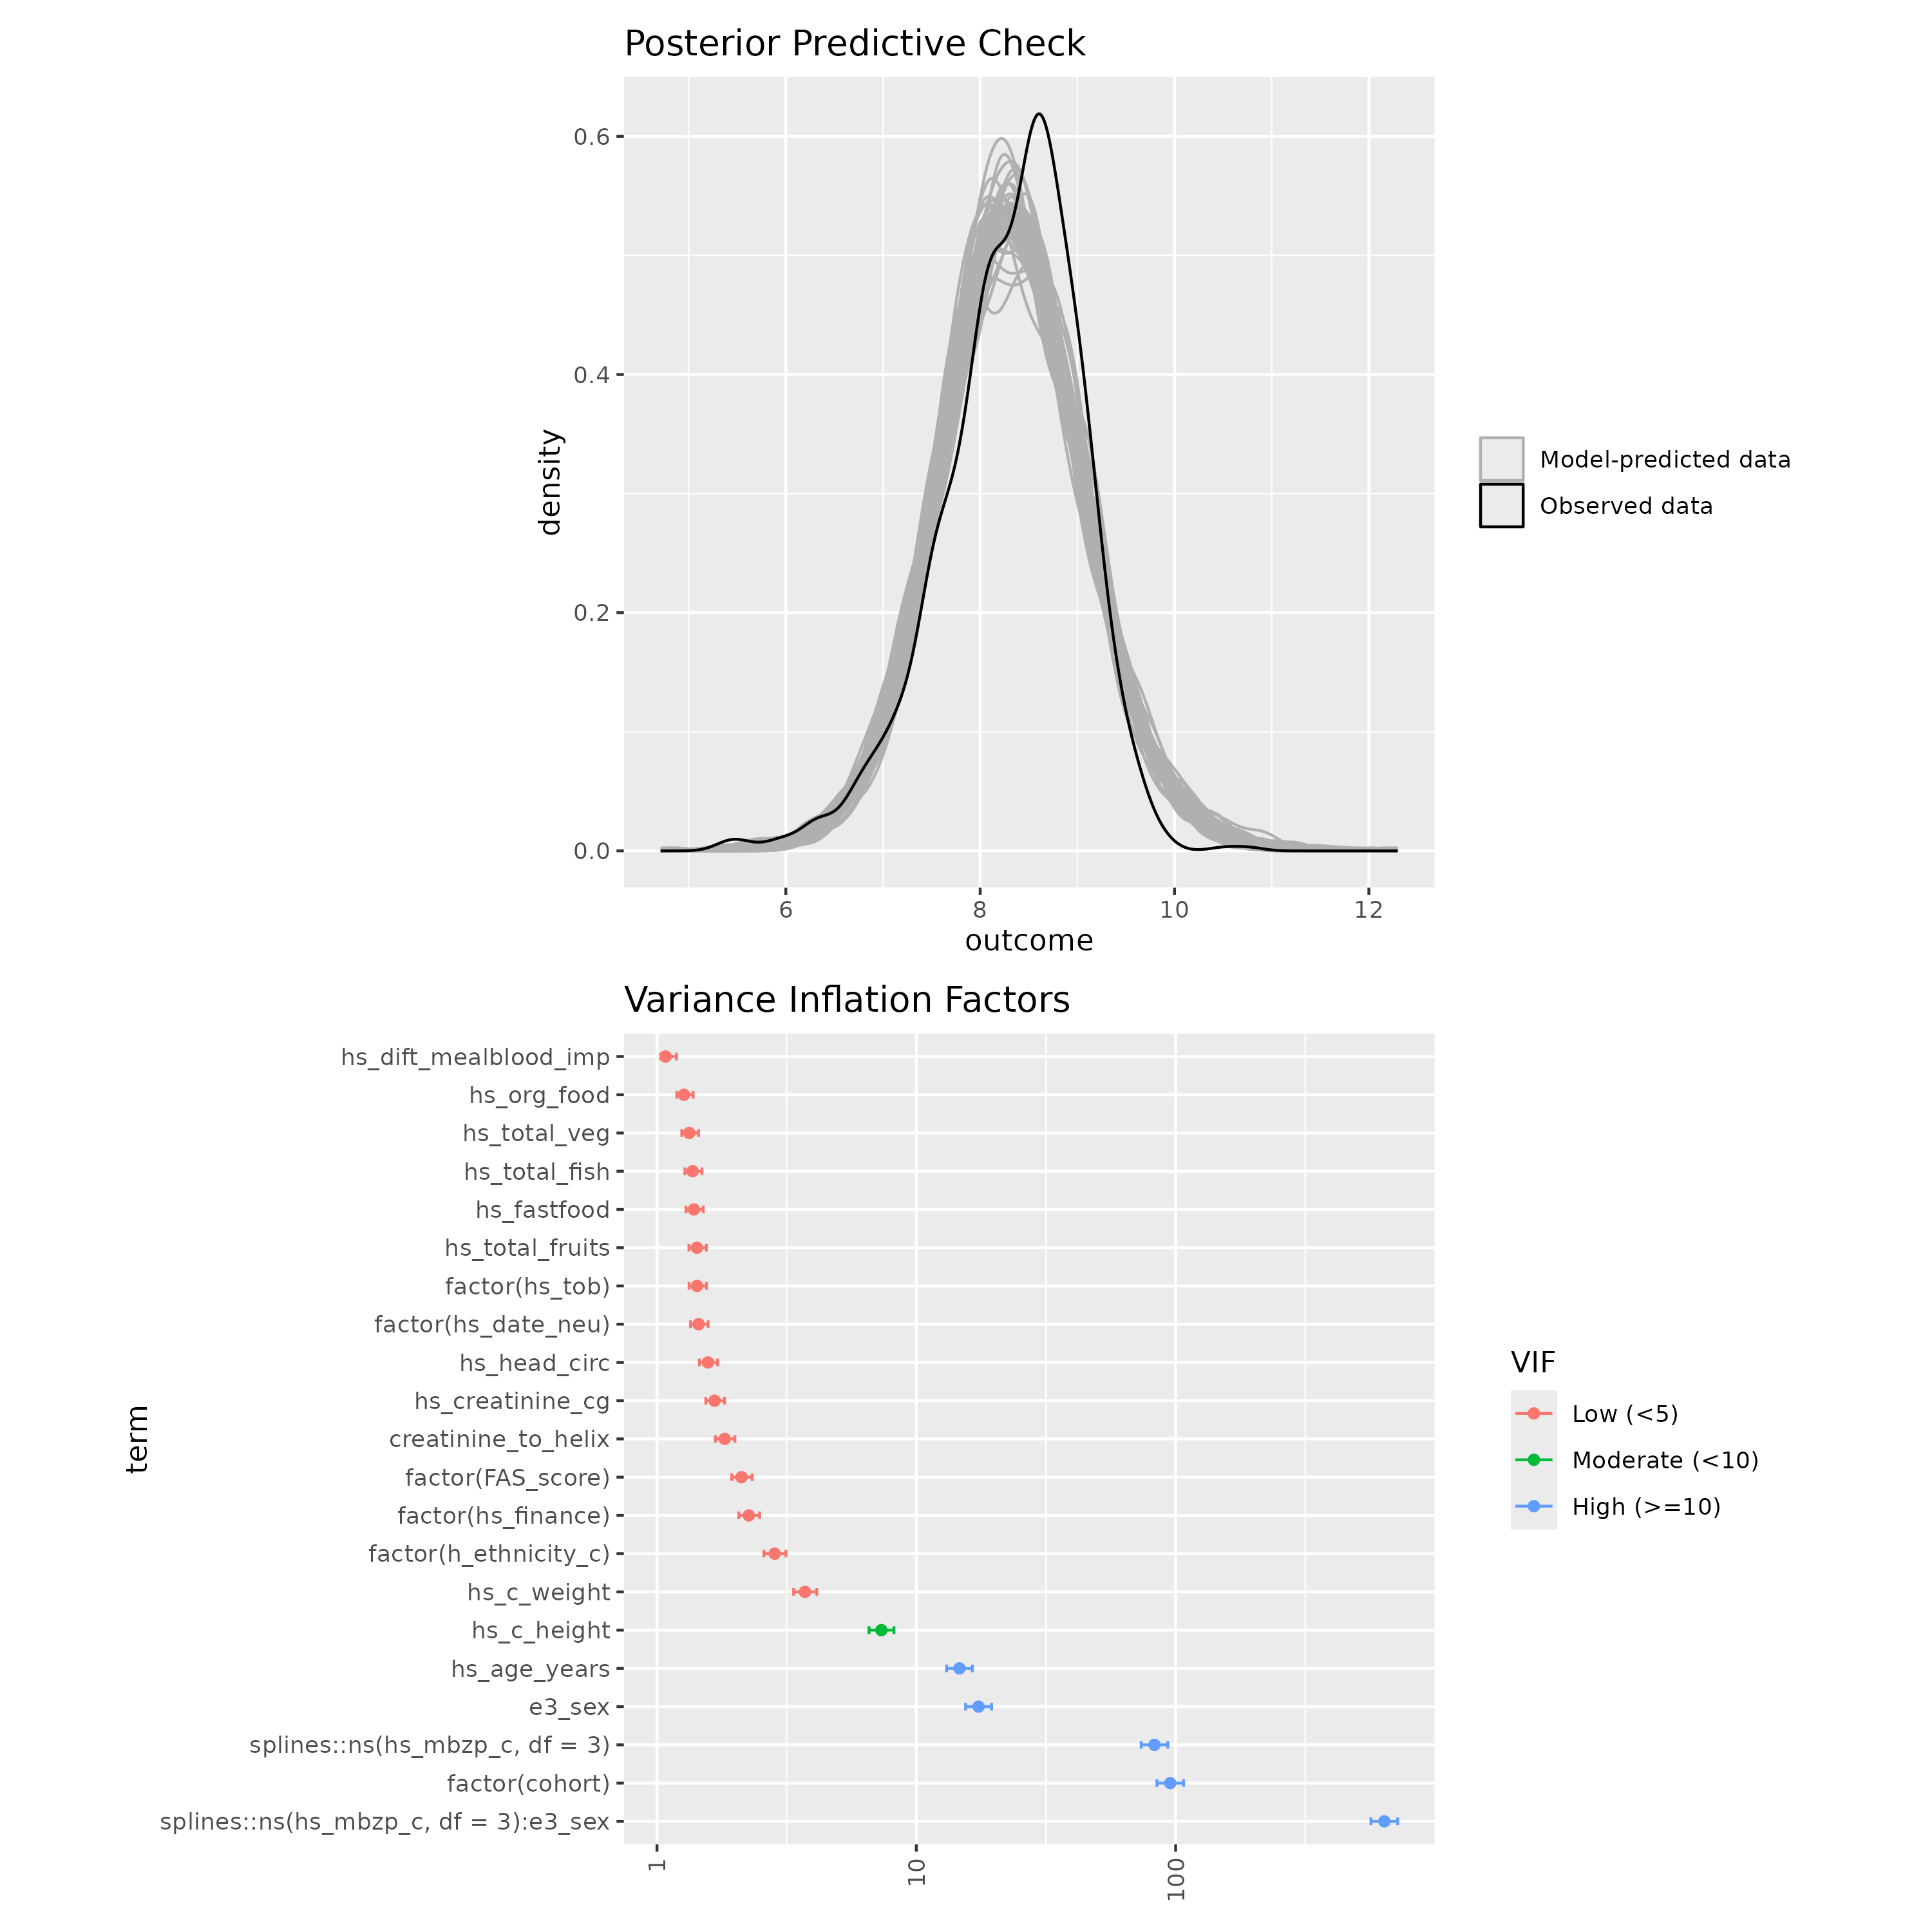 Posterior Predictive Check
0.6
0.4
0.2
0.0
density
6 8 10 12
outcome
Model-predicted data
Observed data
Variance Inflation Factors
term
hs_dift_mealblood_imp
hs_org_food
hs_total_veg
hs_total_fish
hs_fastfood
hs_total_fruits
factor(hs_tob)
factor(hs_date_neu)
hs_head_circ
hs_creatinine_cg
creatinine_to_helix
factor(FAS_score)
factor(hs_finance)
factor(h_ethnicity_c)
hs_c_weight
hs_c_height
hs_age_years
e3_sex
splines::ns(hs_mbzp_c, df = 3)
factor(cohort)
splines::ns(hs_mbzp_c, df = 3):e3_sex
1 10 100
VIF
Low (<5)
Moderate (<10)
High (>=10)